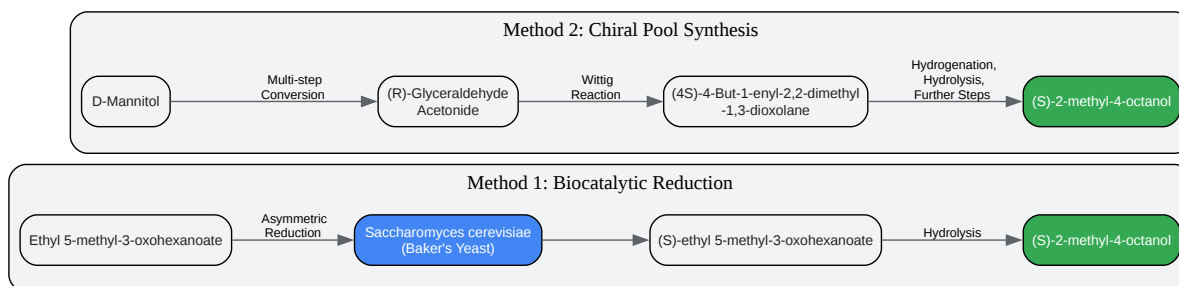 Method 2: Chiral Pool Synthesis
D-Mannitol
Multi-step
Conversion
(R)-Glyceraldehyde
Acetonide
Wittig
Reaction
(4S)-4-But-1-enyl-2,2-dimethyl
-1,3-dioxolane
Hydrogenation,
Hydrolysis,
Further Steps
(S)-2-methyl-4-octanol
Method 1: Biocatalytic Reduction
Ethyl 5-methyl-3-oxohexanoate
Asymmetric
Reduction
Saccharomyces cerevisiae
(Baker's Yeast)
(S)-ethyl 5-methyl-3-oxohexanoate
Hydrolysis
(S)-2-methyl-4-octanol